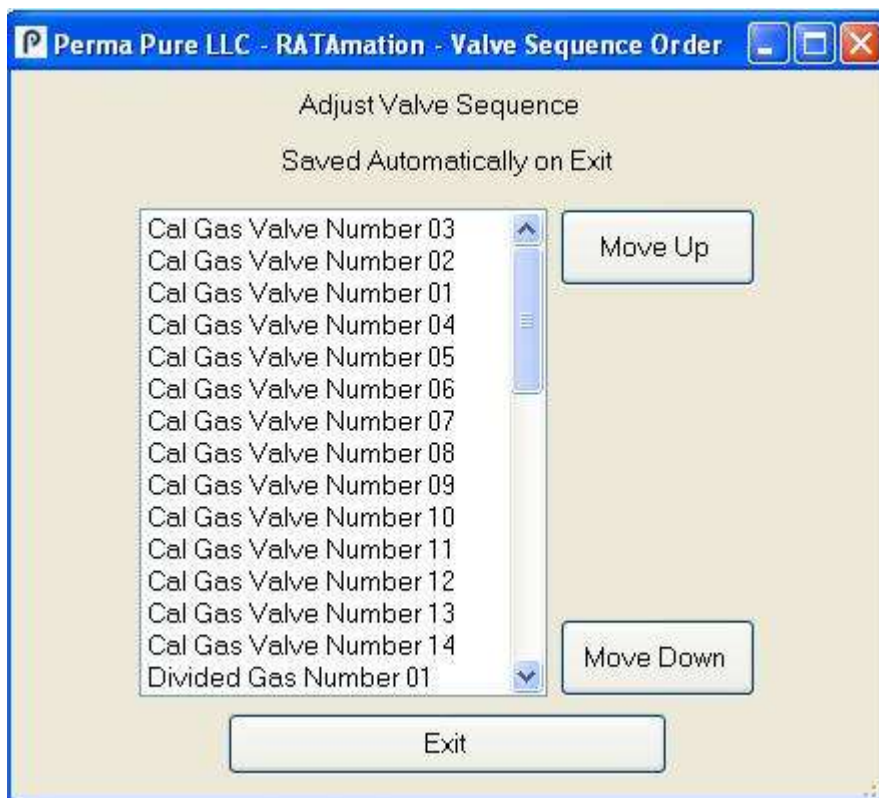 Perma Pure LLC - RATAmation - Valve Sequence Order
Adjust Valve Sequence
Saved Automatically on Exit
Cal Gas Valve Number 03
Cal Gas Valve Number 02
Cal Gas Valve Number 01
Cal Gas Valve Number 04
Cal Gas Valve Number 05
Cal Gas Valve Number 06
Cal Gas Valve Number 07
Cal Gas Valve Number 08
Cal Gas Valve Number 09
Cal Gas Valve Number 10
Cal Gas Valve Number 11
Cal Gas Valve Number 12
Cal Gas Valve Number 13
Cal Gas Valve Number 14
Divided Gas Number 01
Move Up
Move Down
Exit